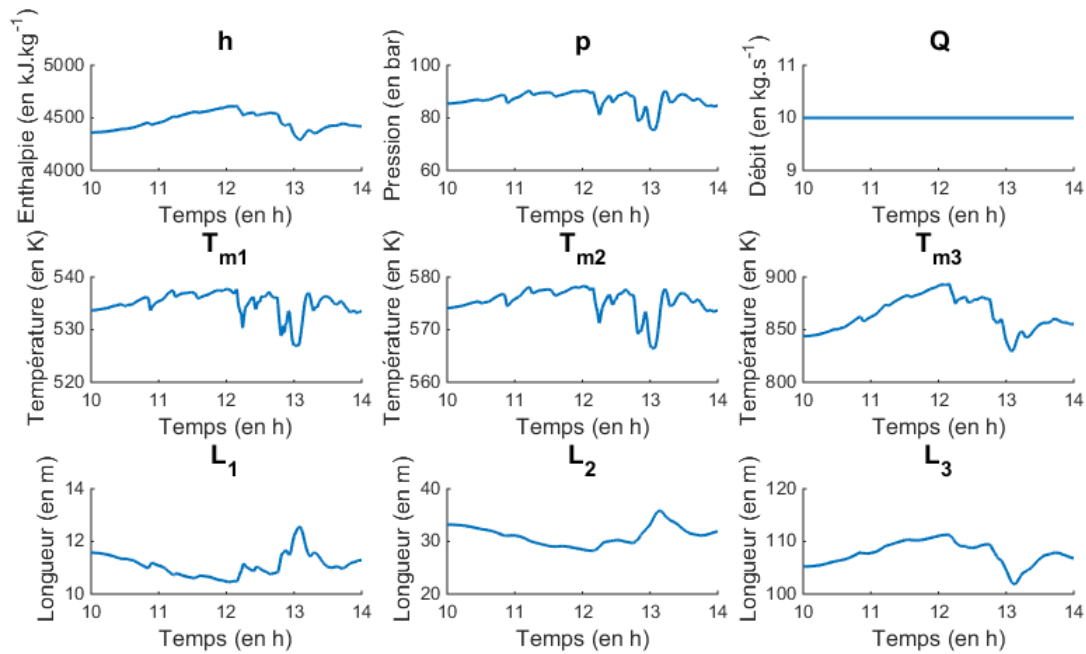 h
p
Q
Enthalpie (en kJ.kg⁻¹)
5000
4500
4000
10 11 12 13 14
Temps (en h)
Pression (en bar)
100
80
60
10 11 12 13 14
Temps (en h)
Débit (en kg.s⁻¹)
11
10
9
10 11 12 13 14
Temps (en h)
Tm1
Tm2
Tm3
Température (en K)
540
530
520
10 11 12 13 14
Temps (en h)
Température (en K)
580
570
560
10 11 12 13 14
Temps (en h)
Température (en K)
900
850
800
10 11 12 13 14
Temps (en h)
L1
L2
L3
Longueur (en m)
14
12
10
10 11 12 13 14
Temps (en h)
Longueur (en m)
40
30
20
10 11 12 13 14
Temps (en h)
Longueur (en m)
120
110
100
10 11 12 13 14
Temps (en h)